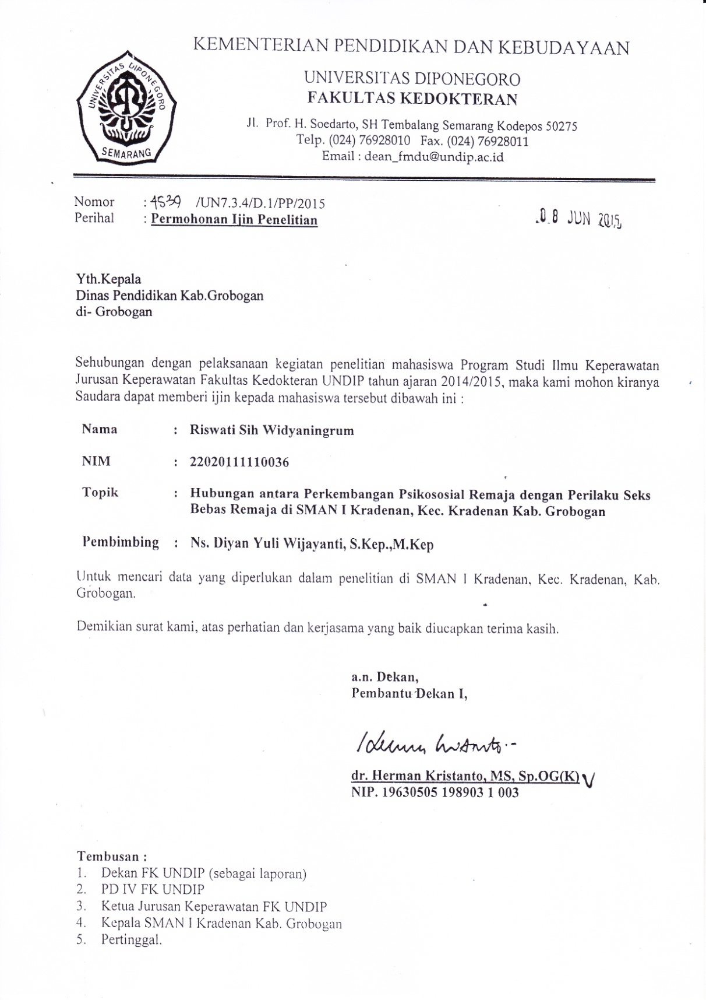 KEMENTERIAN PENDIDIKAN DAN KEBUDAYAAN
UNIVERSITAS DIPONEGORO
FAKULTAS KEDOKTERAN
Jl. Prof. H. Soedarto, SH Tembalang Semarang Kodepos 50275
Telp. (024) 76928010 Fax. (024) 76928011
Email : dean_fmdu@undip.ac.id
UNIVERSITAS DIPONEGORO
SEMARANG
Nomor : 4539 /UN7.3.4/D.1/PP/2015
Perihal : Permohonan Ijin Penelitian
08 JUN 2015
Yth.Kepala
Dinas Pendidikan Kab.Grobogan
di- Grobogan
Sehubungan dengan pelaksanaan kegiatan penelitian mahasiswa Program Studi Ilmu Keperawatan
Jurusan Keperawatan Fakultas Kedokteran UNDIP tahun ajaran 2014/2015, maka kami mohon kiranya
Saudara dapat memberi ijin kepada mahasiswa tersebut dibawah ini :
Nama : Riswati Sih Widyaningrum
NIM : 22020111110036
Topik : Hubungan antara Perkembangan Psikososial Remaja dengan Perilaku Seks
Bebas Remaja di SMAN I Kradenan, Kec. Kradenan Kab. Grobogan
Pembimbing : Ns. Diyan Yuli Wijayanti, S.Kep.,M.Kep
Untuk mencari data yang diperlukan dalam penelitian di SMAN I Kradenan, Kec. Kradenan, Kab.
Grobogan.
Demikian surat kami, atas perhatian dan kerjasama yang baik diucapkan terima kasih.
a.n. Dekan,
Pembantu Dekan I,
dr. Herman Kristanto, MS, Sp.OG(K)
NIP. 19630505 198903 1 003
Tembusan :
1. Dekan FK UNDIP (sebagai laporan)
2. PD IV FK UNDIP
3. Ketua Jurusan Keperawatan FK UNDIP
4. Kepala SMAN I Kradenan Kab. Grobogan
5. Pertinggal.